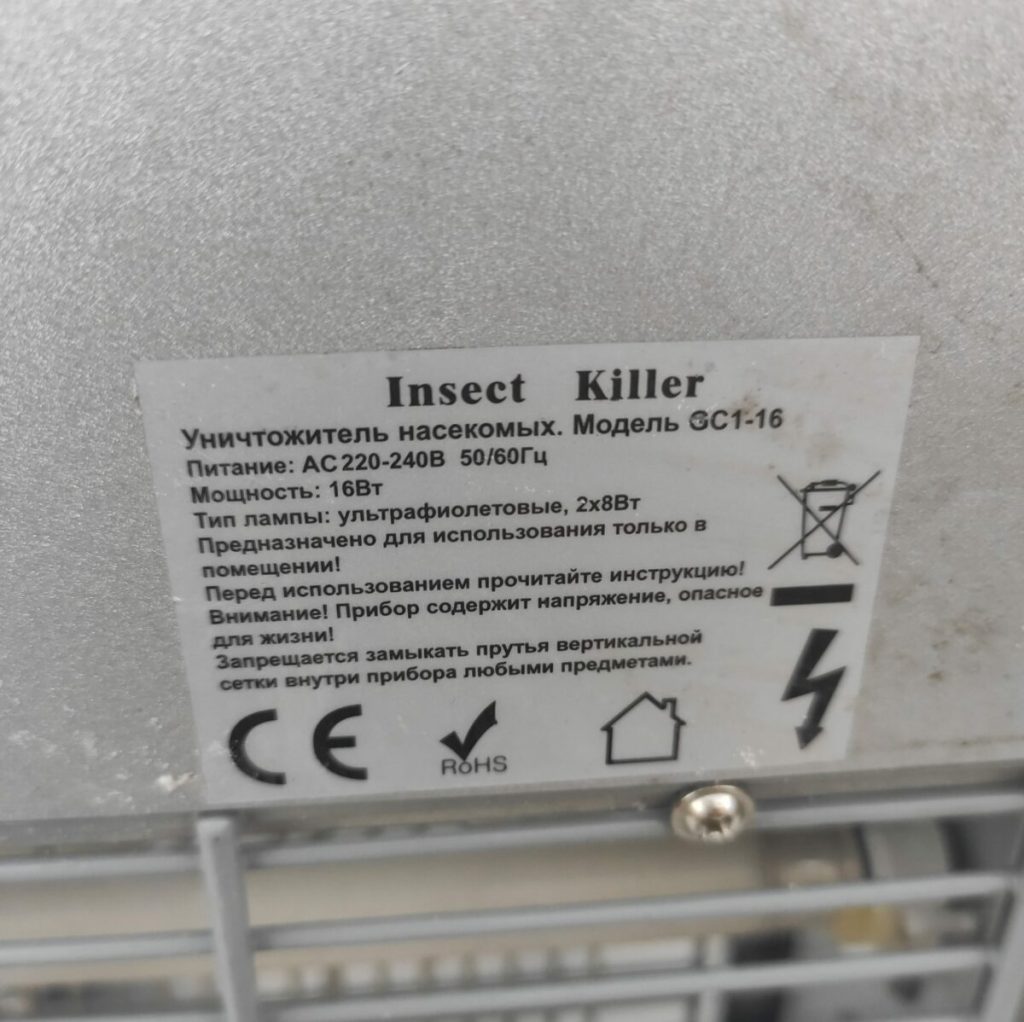 Insect Killer
Уничтожитель насекомых. Модель GC1-16
Питание: AC220-240В 50/60Гц
Мощность: 16Вт
Тип лампы: ультрафиолетовые, 2x8Вт
Предназначено для использования только в
помещении!
Перед использованием прочитайте инструкцию!
Внимание! Прибор содержит напряжение, опасное
для жизни!
Запрещается замыкать прутья вертикальной
сетки внутри прибора любыми предметами.
CE RoHS